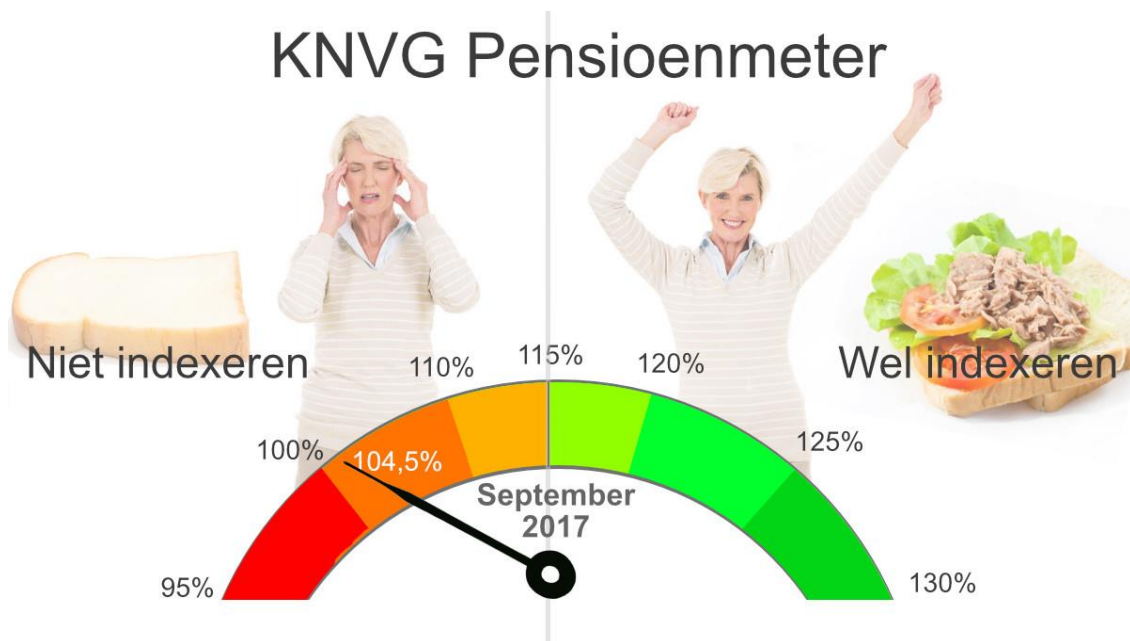 KNVG Pensioenmeter
Niet indexeren
Wel indexeren
95%
100%
110%
115%
120%
125%
130%
104,5%
September
2017